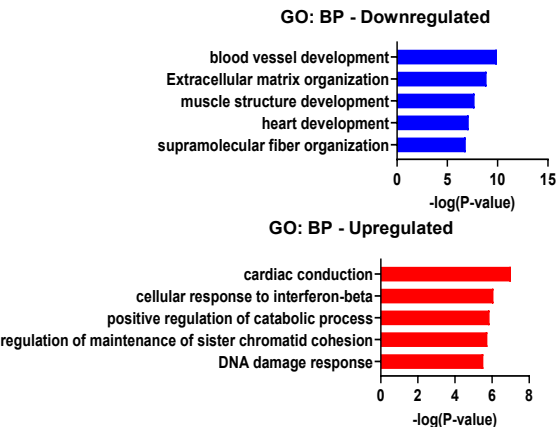 GO: BP - Downregulated
blood vessel development
Extracellular matrix organization
muscle structure development
heart development
supramolecular fiber organization
0 5 10 15
-log(P-value)
GO: BP - Upregulated
cardiac conduction
cellular response to interferon-beta
positive regulation of catabolic process
regulation of maintenance of sister chromatid cohesion
DNA damage response
0 2 4 6 8
-log(P-value)